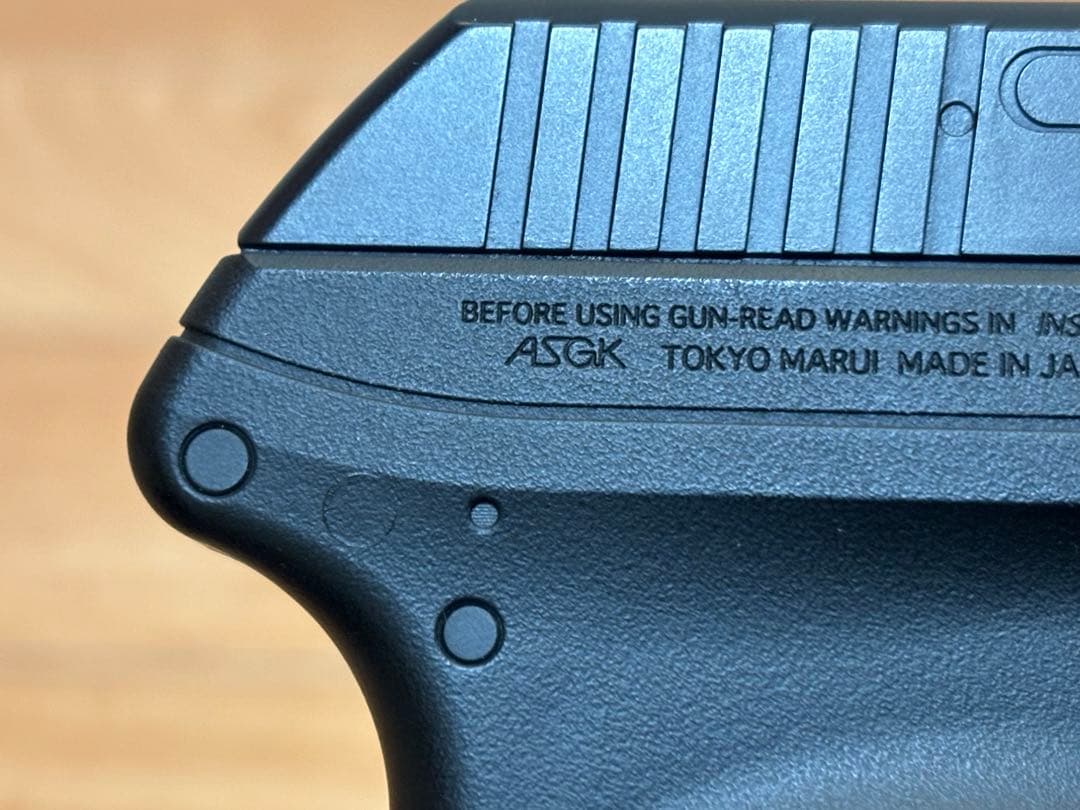 BEFORE USING GUN-READ WARNINGS IN
ASGK TOKYO MARUI MADE IN